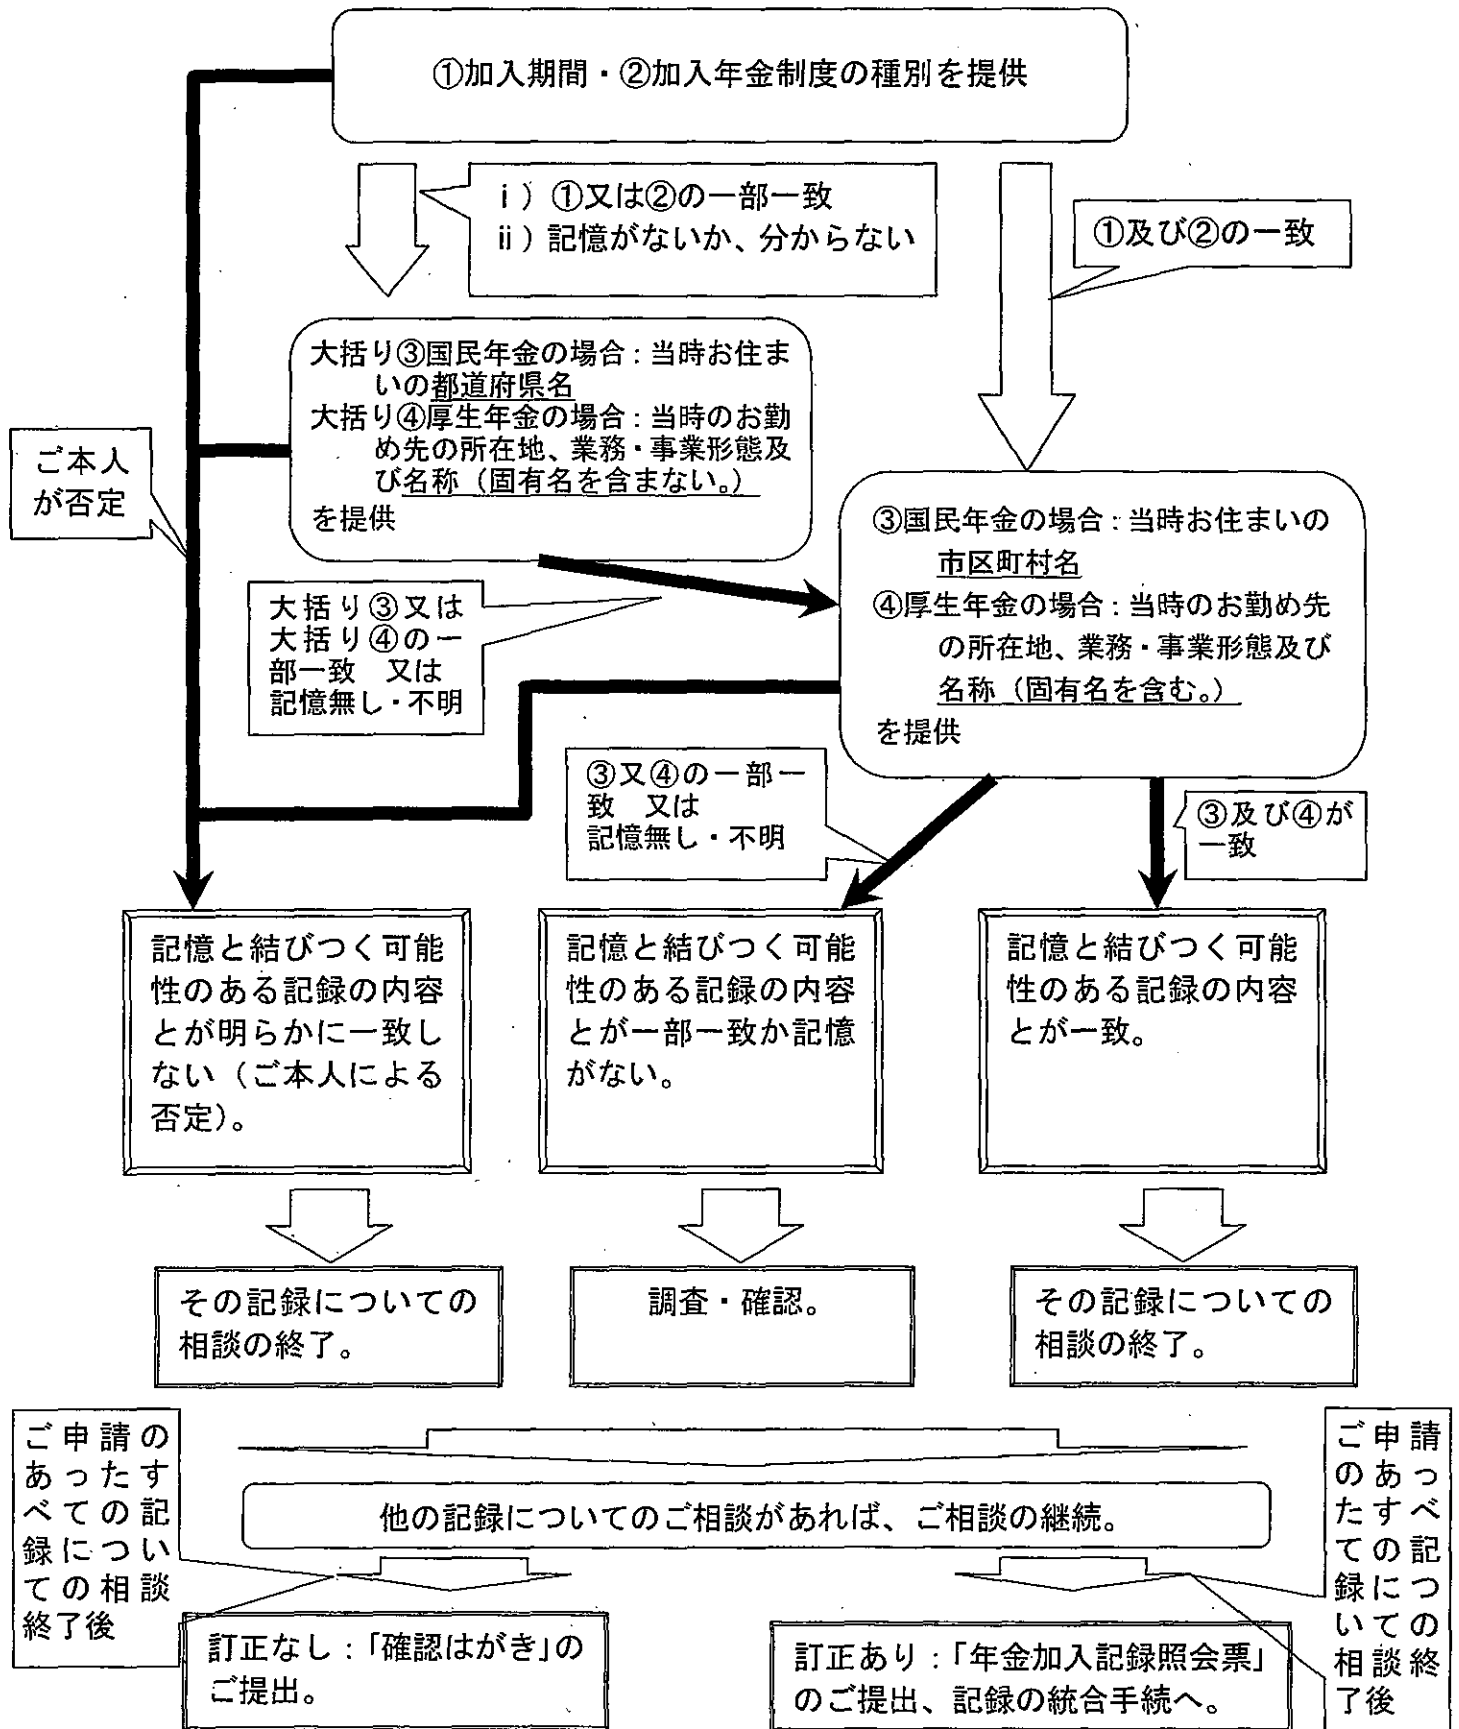 ①加入期間・②加入年金制度の種別を提供
ⅰ）①又は②の一部一致
ⅱ）記憶がないか、分からない
①及び②の一致
大括り③国民年金の場合：当時お住ま
いの都道府県名
大括り④厚生年金の場合：当時のお勤
め先の所在地、業務・事業形態及
び名称（固有名を含まない。）
を提供
ご本人
が否定
③国民年金の場合：当時お住まいの
市区町村名
④厚生年金の場合：当時のお勤め先
の所在地、業務・事業形態及び
名称（固有名を含む。）
を提供
大括り③又は
大括り④の一
部一致　又は
記憶無し・不明
③又④の一部一
致　又は
記憶無し・不明
③及び④が
一致
記憶と結びつく可能
性のある記録の内容
とが明らかに一致し
ない（ご本人による
否定）。
記憶と結びつく可能
性のある記録の内容
とが一部一致か記憶
がない。
記憶と結びつく可能
性のある記録の内容
とが一致。
その記録についての
相談の終了。
調査・確認。
その記録についての
相談の終了。
ご申請の
あったす
べての記
録につい
ての相談
終了後
ご申請
のあっ
たすべ
ての記
録につ
いての
相談終
了後
他の記録についてのご相談があれば、ご相談の継続。
訂正なし：「確認はがき」の
ご提出。
訂正あり：「年金加入記録照会票」
のご提出、記録の統合手続へ。